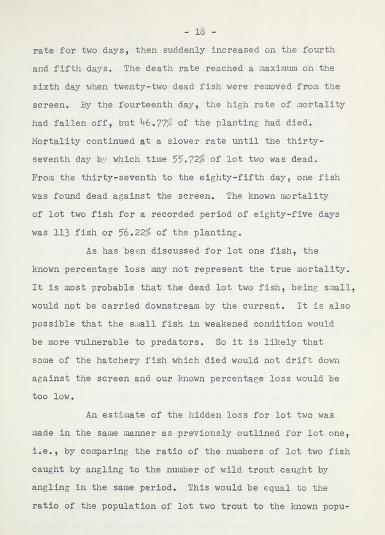 - 18 -
rate for two days, then suddenly increased on the fourth
and fifth days. The death rate reached a maximum on the
sixth day when twenty-two dead fish were removed from the
screen. By the fourteenth day, the high rate of mortality
had fallen off, but 46.77% of the planting had died.
Mortality continued at a slower rate until the thirty-
seventh day by which time 55.72% of lot two was dead.
From the thirty-seventh to the eighty-fifth day, one fish
was found dead against the screen. The known mortality
of lot two fish for a recorded period of eighty-five days
was 113 fish or 56.22% of the planting.
As has been discussed for lot one fish, the
known percentage loss may not represent the true mortality.
It is most probable that the dead lot two fish, being small,
would not be carried downstream by the current. It is also
possible that the small fish in weakened condition would
be more vulnerable to predators. So it is likely that
some of the hatchery fish which died would not drift down
against the screen and our known percentage loss would be
too low.
An estimate of the hidden loss for lot two was
made in the same manner as previously outlined for lot one,
i.e., by comparing the ratio of the numbers of lot two fish
caught by angling to the number of wild trout caught by
angling in the same period. This would be equal to the
ratio of the population of lot two trout to the known popu-